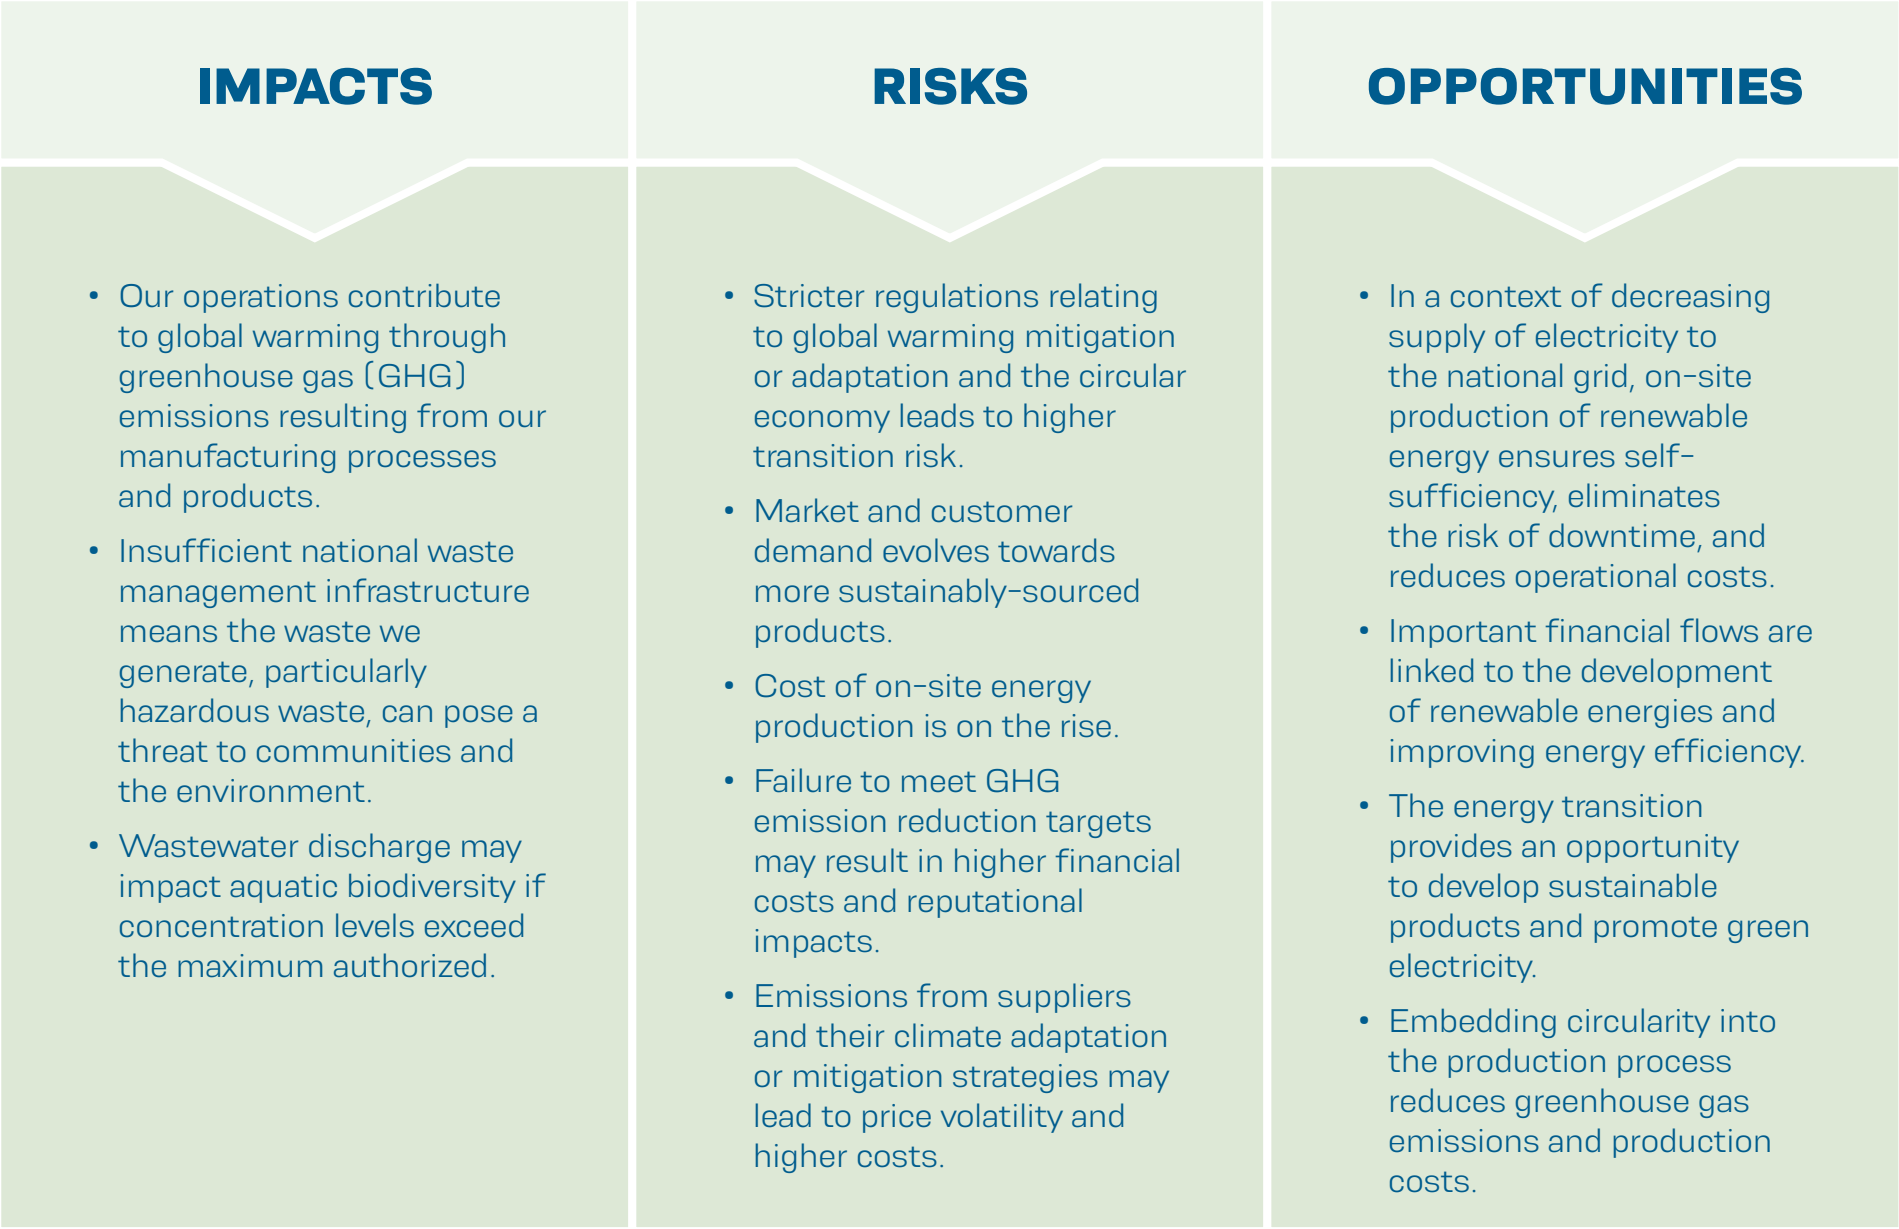 IMPACTS
• Our operations contribute
to global warming through
greenhouse gas (GHG)
emissions resulting from our
manufacturing processes
and products.
• Insufficient national waste
management infrastructure
means the waste we
generate, particularly
hazardous waste, can pose a
threat to communities and
the environment.
• Wastewater discharge may
impact aquatic biodiversity if
concentration levels exceed
the maximum authorized.
RISKS
• Stricter regulations relating
to global warming mitigation
or adaptation and the circular
economy leads to higher
transition risk.
• Market and customer
demand evolves towards
more sustainably-sourced
products.
• Cost of on-site energy
production is on the rise.
• Failure to meet GHG
emission reduction targets
may result in higher financial
costs and reputational
impacts.
• Emissions from suppliers
and their climate adaptation
or mitigation strategies may
lead to price volatility and
higher costs.
OPPORTUNITIES
• In a context of decreasing
supply of electricity to
the national grid, on-site
production of renewable
energy ensures self-
sufficiency, eliminates
the risk of downtime, and
reduces operational costs.
• Important financial flows are
linked to the development
of renewable energies and
improving energy efficiency.
• The energy transition
provides an opportunity
to develop sustainable
products and promote green
electricity.
• Embedding circularity into
the production process
reduces greenhouse gas
emissions and production
costs.